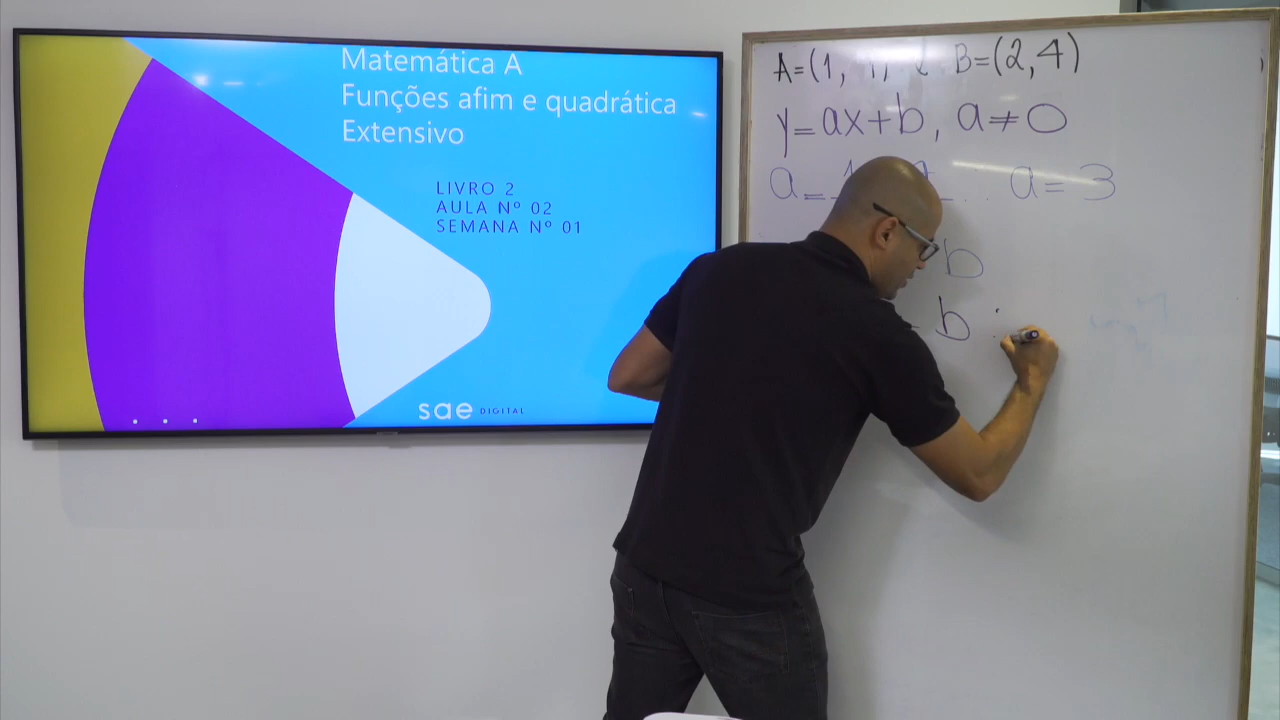 Matemática A
Funções afim e quadrática
Extensivo
LIVRO 2
AULA Nº 02
SEMANA Nº 01
sae DIGITAL
A=(1, B=(2,4)
y=ax+b, a≠0
a= a=3
b
b